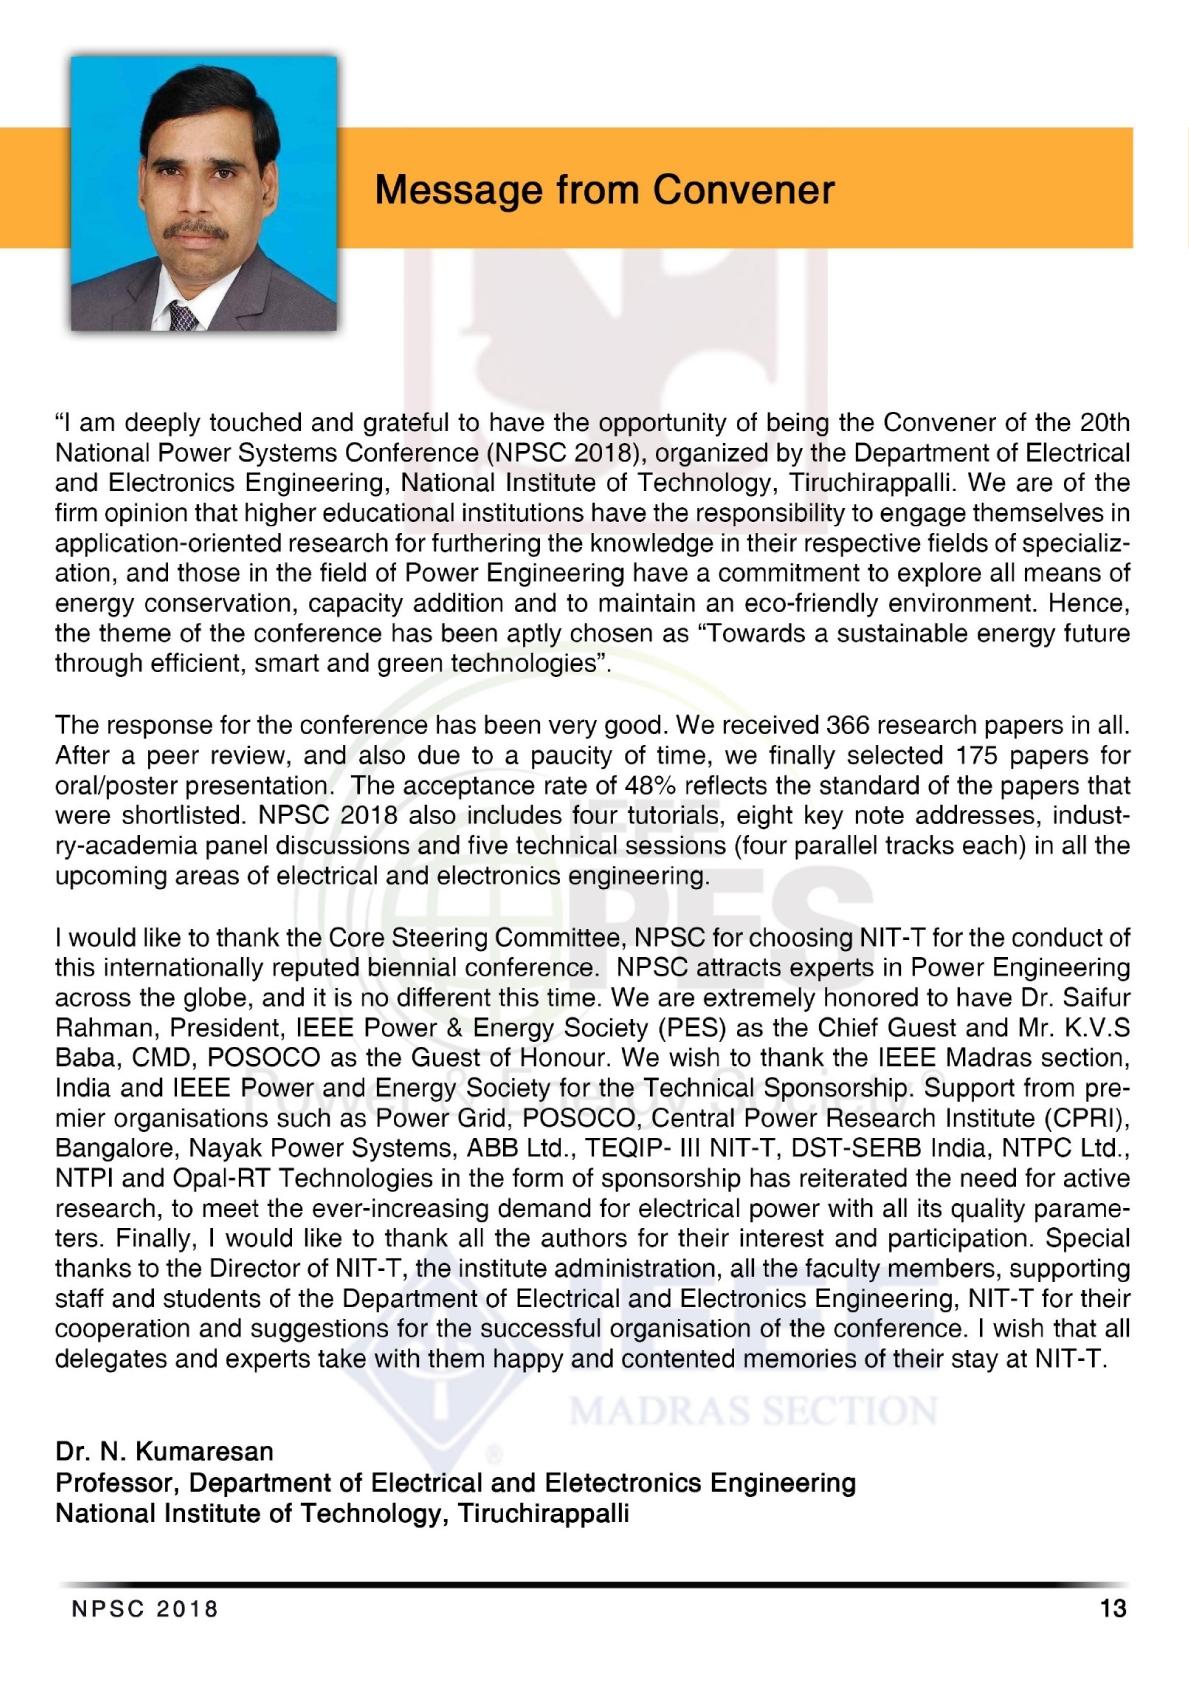 Message from Convener
“I am deeply touched and grateful to have the opportunity of being the Convener of the 20th
National Power Systems Conference (NPSC 2018), organized by the Department of Electrical
and Electronics Engineering, National Institute of Technology, Tiruchirappalli. We are of the
firm opinion that higher educational institutions have the responsibility to engage themselves in
application-oriented research for furthering the knowledge in their respective fields of specializ-
ation, and those in the field of Power Engineering have a commitment to explore all means of
energy conservation, capacity addition and to maintain an eco-friendly environment. Hence,
the theme of the conference has been aptly chosen as “Towards a sustainable energy future
through efficient, smart and green technologies”.
The response for the conference has been very good. We received 366 research papers in all.
After a peer review, and also due to a paucity of time, we finally selected 175 papers for
oral/poster presentation.  The acceptance rate of 48% reflects the standard of the papers that
were shortlisted. NPSC 2018 also includes four tutorials, eight key note addresses, indust-
ry-academia panel discussions and five technical sessions (four parallel tracks each) in all the
upcoming areas of electrical and electronics engineering.
I would like to thank the Core Steering Committee, NPSC for choosing NIT-T for the conduct of
this internationally reputed biennial conference.  NPSC attracts experts in Power Engineering
across the globe, and it is no different this time. We are extremely honored to have Dr. Saifur
Rahman, President, IEEE Power & Energy Society (PES) as the Chief Guest and Mr. K.V.S
Baba, CMD, POSOCO as the Guest of Honour. We wish to thank the IEEE Madras section,
India and IEEE Power and Energy Society for the Technical Sponsorship. Support from pre-
mier organisations such as Power Grid, POSOCO, Central Power Research Institute (CPRI),
Bangalore, Nayak Power Systems, ABB Ltd., TEQIP- III NIT-T, DST-SERB India, NTPC Ltd.,
NTPI and Opal-RT Technologies in the form of sponsorship has reiterated the need for active
research, to meet the ever-increasing demand for electrical power with all its quality parame-
ters. Finally, I would like to thank all the authors for their interest and participation. Special
thanks to the Director of NIT-T, the institute administration, all the faculty members, supporting
staff and students of the Department of Electrical and Electronics Engineering, NIT-T for their
cooperation and suggestions for the successful organisation of the conference. I wish that all
delegates and experts take with them happy and contented memories of their stay at NIT-T.
Dr. N. Kumaresan
Professor, Department of Electrical and Eletectronics Engineering
National Institute of Technology, Tiruchirappalli
NPSC 2018
13
NPSC
IEEE
PES
Power & Energy Society®
IEEE
MADRAS SECTION
®